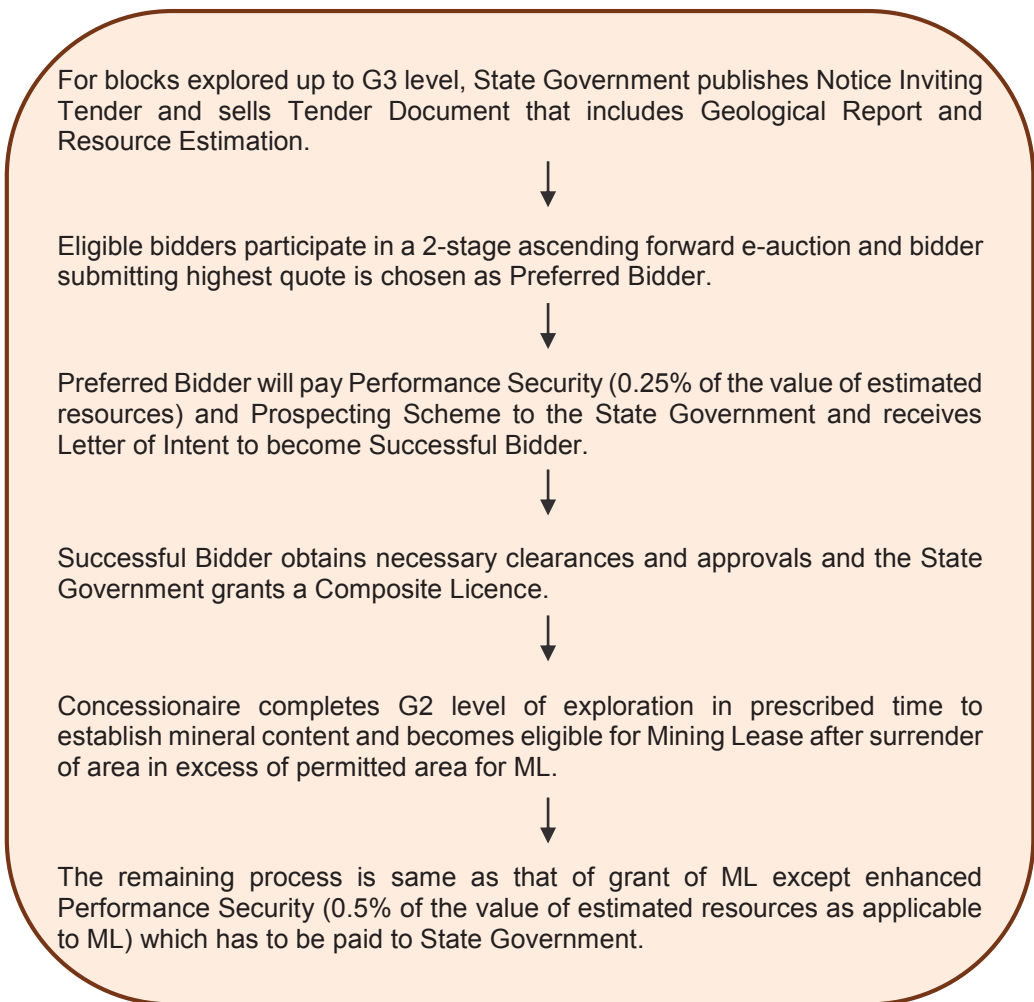 For blocks explored up to G3 level, State Government publishes Notice Inviting
Tender and sells Tender Document that includes Geological Report and
Resource Estimation.
Eligible bidders participate in a 2-stage ascending forward e-auction and bidder
submitting highest quote is chosen as Preferred Bidder.
Preferred Bidder will pay Performance Security (0.25% of the value of estimated
resources) and Prospecting Scheme to the State Government and receives
Letter of Intent to become Successful Bidder.
Successful Bidder obtains necessary clearances and approvals and the State
Government grants a Composite Licence.
Concessionaire completes G2 level of exploration in prescribed time to
establish mineral content and becomes eligible for Mining Lease after surrender
of area in excess of permitted area for ML.
The remaining process is same as that of grant of ML except enhanced
Performance Security (0.5% of the value of estimated resources as applicable
to ML) which has to be paid to State Government.